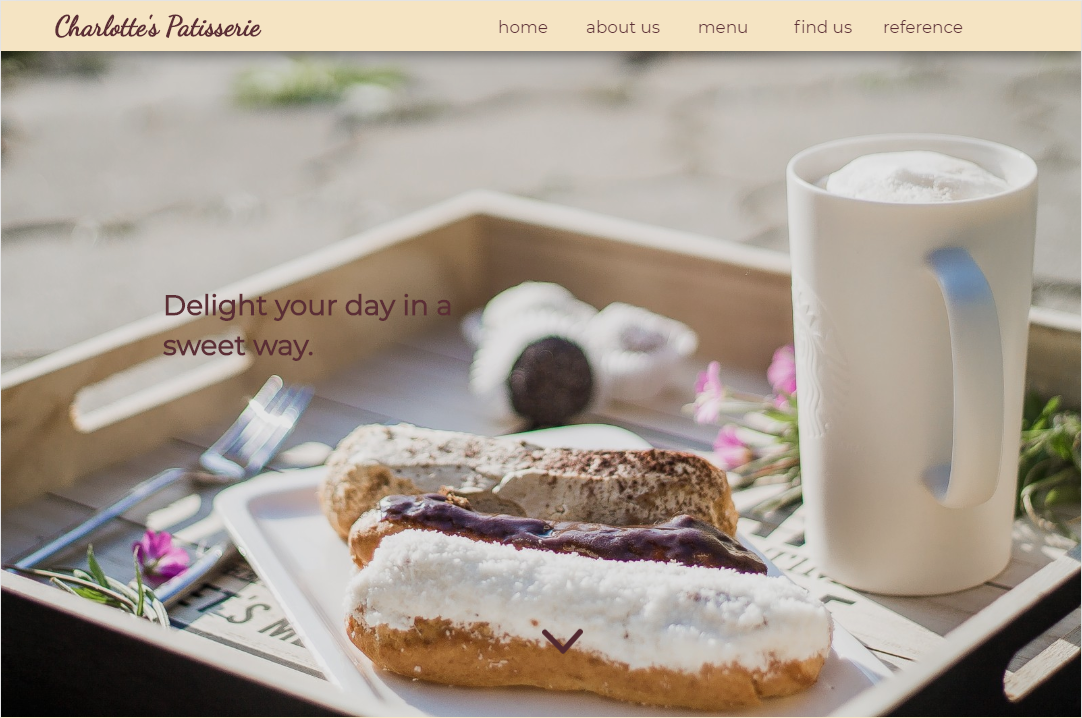 Charlotte's Patisserie
home about us menu find us reference
Delight your day in a
sweet way.